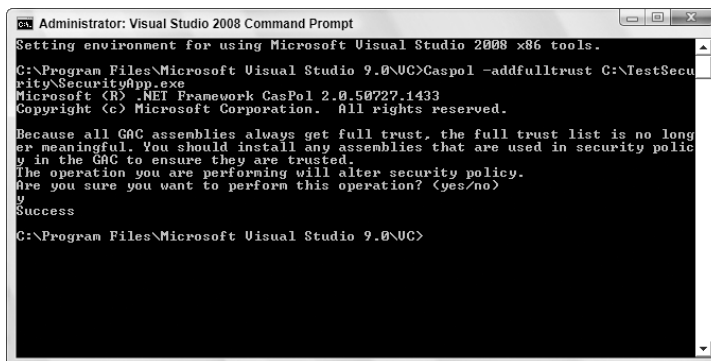 Administrator: Visual Studio 2008 Command Prompt
Setting environment for using Microsoft Visual Studio 2008 x86 tools.
C:\Program Files\Microsoft Visual Studio 9.0\VC>Caspol -addfulltrust C:\TestSecu
rity\SecurityApp.exe
Microsoft (R) .NET Framework CasPol 2.0.50727.1433
Copyright (c) Microsoft Corporation.  All rights reserved.
Because all GAC assemblies always get full trust, the full trust list is no long
er meaningful. You should install any assemblies that are used in security polic
y in the GAC to ensure they are trusted.
The operation you are performing will alter security policy.
Are you sure you want to perform this operation? (yes/no)
y
Success
C:\Program Files\Microsoft Visual Studio 9.0\VC>